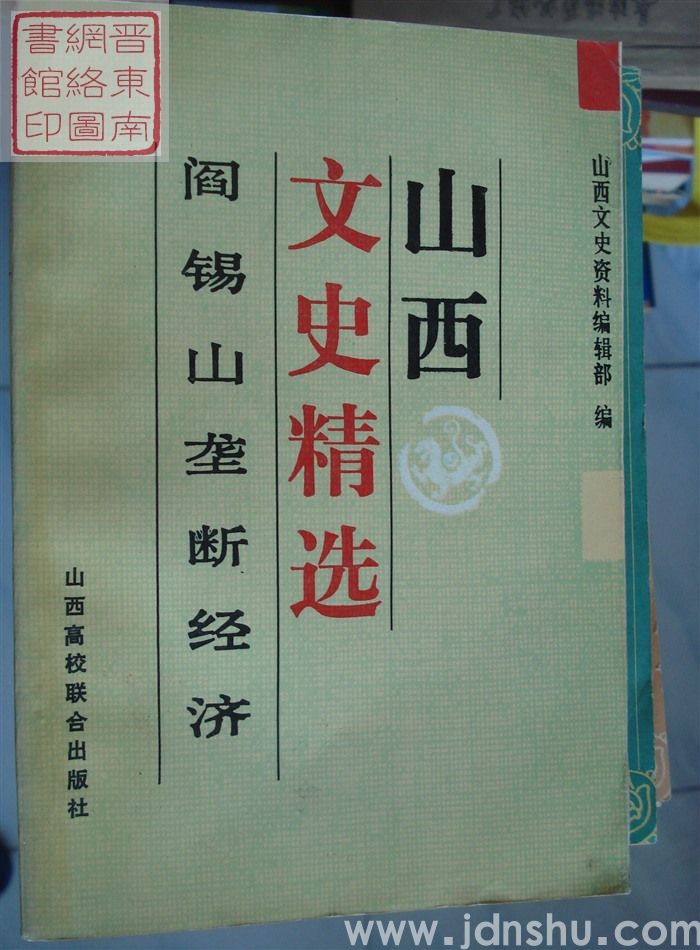 晋東南
網絡圖
書館印
山西文史资料编辑部 编
山西
文史精选
阎锡山垄断经济
山西高校联合出版社
www.jdnshu.com